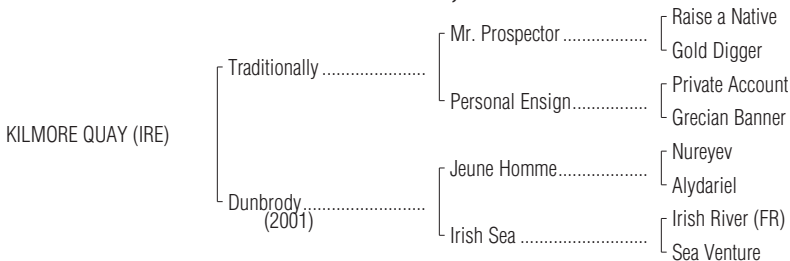 Raise a Native
Mr. Prospector ....................
Gold Digger
Traditionally ......................
Private Account
Personal Ensign..................
Grecian Banner
KILMORE QUAY (IRE)
Nureyev
Jeune Homme.....................
Alydariel
Dunbrody..........................
(2001)
Irish River (FR)
Irish Sea ...........................
Sea Venture